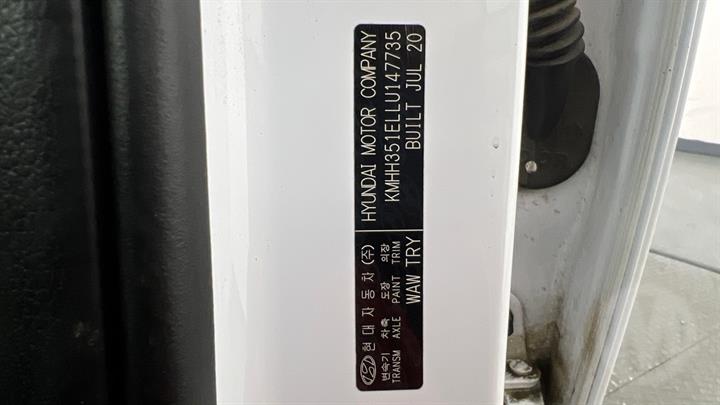 현대자동차(주) HYUNDAI MOTOR COMPANY
변속기 차축 도장 의장 KMHH351ELLU147735
TRANSM AXLE PAINT TRIM BUILT JUL 20
WAW TRY